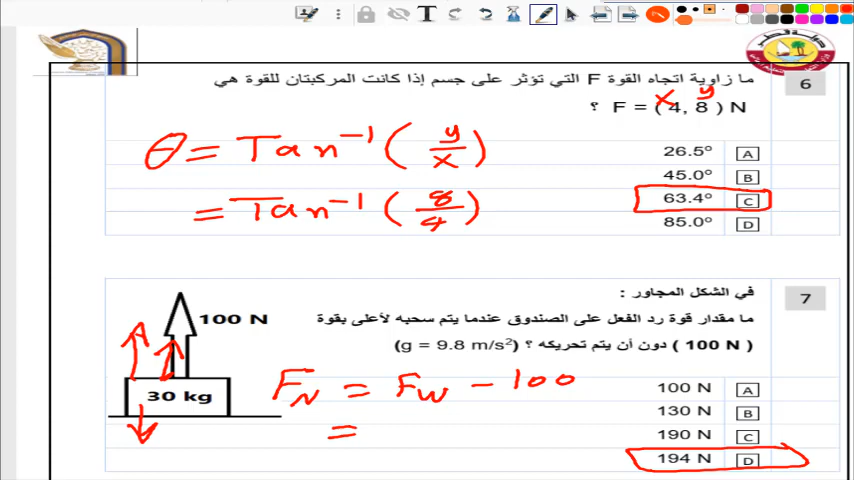 6
ما زاوية اتجاه القوة F التي تؤثر على جسم إذا كانت المركبتان للقوة هي
x y
F = ( 4, 8 ) N ؟
θ = Tan⁻¹ ( y/x )
= Tan⁻¹ ( 8/4 )
26.5° A
45.0° B
63.4° C
85.0° D
7
في الشكل المجاور :
ما مقدار قوة رد الفعل على الصندوق عندما يتم سحبه لأعلى بقوة
( 100 N ) دون أن يتم تحريكه ؟ (g = 9.8 m/s²)
100 N
30 kg
F_N = F_W − 100
=
100 N A
130 N B
190 N C
194 N D